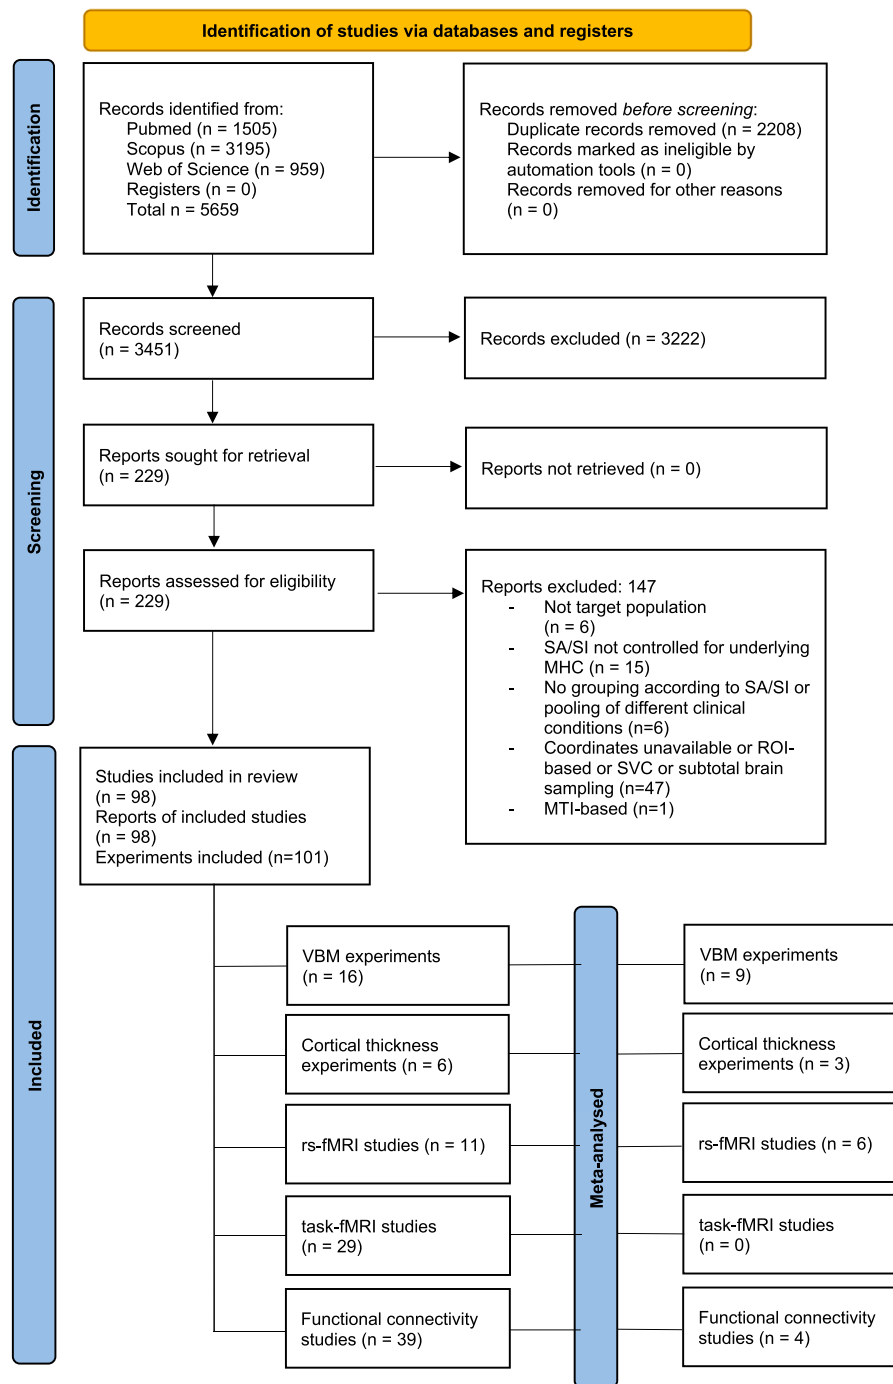 Identification of studies via databases and registers
Identification
Records identified from:
Pubmed (n = 1505)
Scopus (n = 3195)
Web of Science (n = 959)
Registers (n = 0)
Total n = 5659
Records removed before screening:
Duplicate records removed (n = 2208)
Records marked as ineligible by
automation tools (n = 0)
Records removed for other reasons
(n = 0)
Screening
Records screened
(n = 3451)
Records excluded (n = 3222)
Reports sought for retrieval
(n = 229)
Reports not retrieved (n = 0)
Reports assessed for eligibility
(n = 229)
Reports excluded: 147
- Not target population
(n = 6)
- SA/SI not controlled for underlying
MHC (n = 15)
- No grouping according to SA/SI or
pooling of different clinical
conditions (n=6)
- Coordinates unavailable or ROI-
based or SVC or subtotal brain
sampling (n=47)
- MTI-based (n=1)
Included
Studies included in review
(n = 98)
Reports of included studies
(n = 98)
Experiments included (n=101)
Meta-analysed
VBM experiments
(n = 16)
VBM experiments
(n = 9)
Cortical thickness
experiments (n = 6)
Cortical thickness
experiments (n = 3)
rs-fMRI studies (n = 11)
rs-fMRI studies (n = 6)
task-fMRI studies
(n = 29)
task-fMRI studies
(n = 0)
Functional connectivity
studies (n = 39)
Functional connectivity
studies (n = 4)